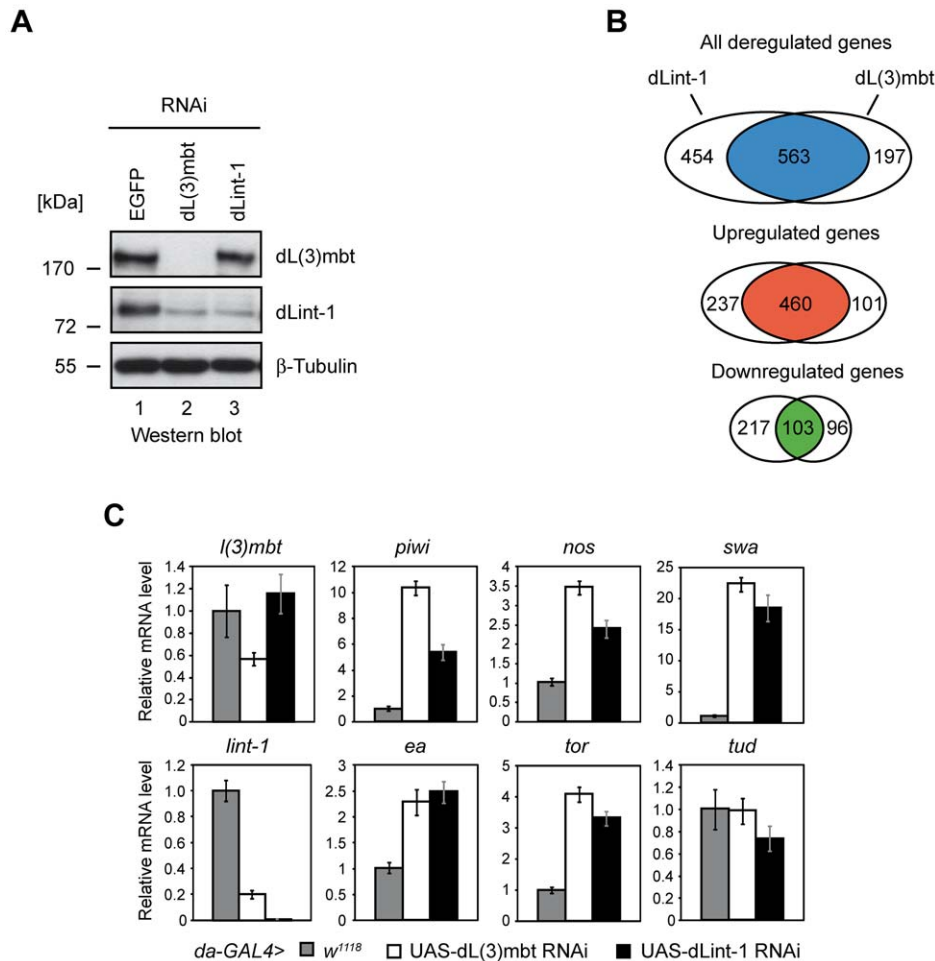 A
RNAi
[kDa]
EGFP
dL(3)mbt
dLint-1
170
dL(3)mbt
72
dLint-1
55
β-Tubulin
1 2 3
Western blot
B
All deregulated genes
dLint-1 dL(3)mbt
454 563 197
Upregulated genes
237 460 101
Downregulated genes
217 103 96
C
l(3)mbt
Relative mRNA level
1.4
1.2
1.0
0.8
0.6
0.4
0.2
0
piwi
12
10
8
6
4
2
0
nos
4
3.5
3
2.5
2
1.5
1
0.5
0
swa
25
20
15
10
5
0
lint-1
Relative mRNA level
1.2
1.0
0.8
0.6
0.4
0.2
0
ea
3
2.5
2
1.5
1
0.5
0
tor
5
4
3
2
1
0
tud
1.4
1.2
1.0
0.8
0.6
0.4
0.2
0
da-GAL4> w1118 UAS-dL(3)mbt RNAi UAS-dLint-1 RNAi